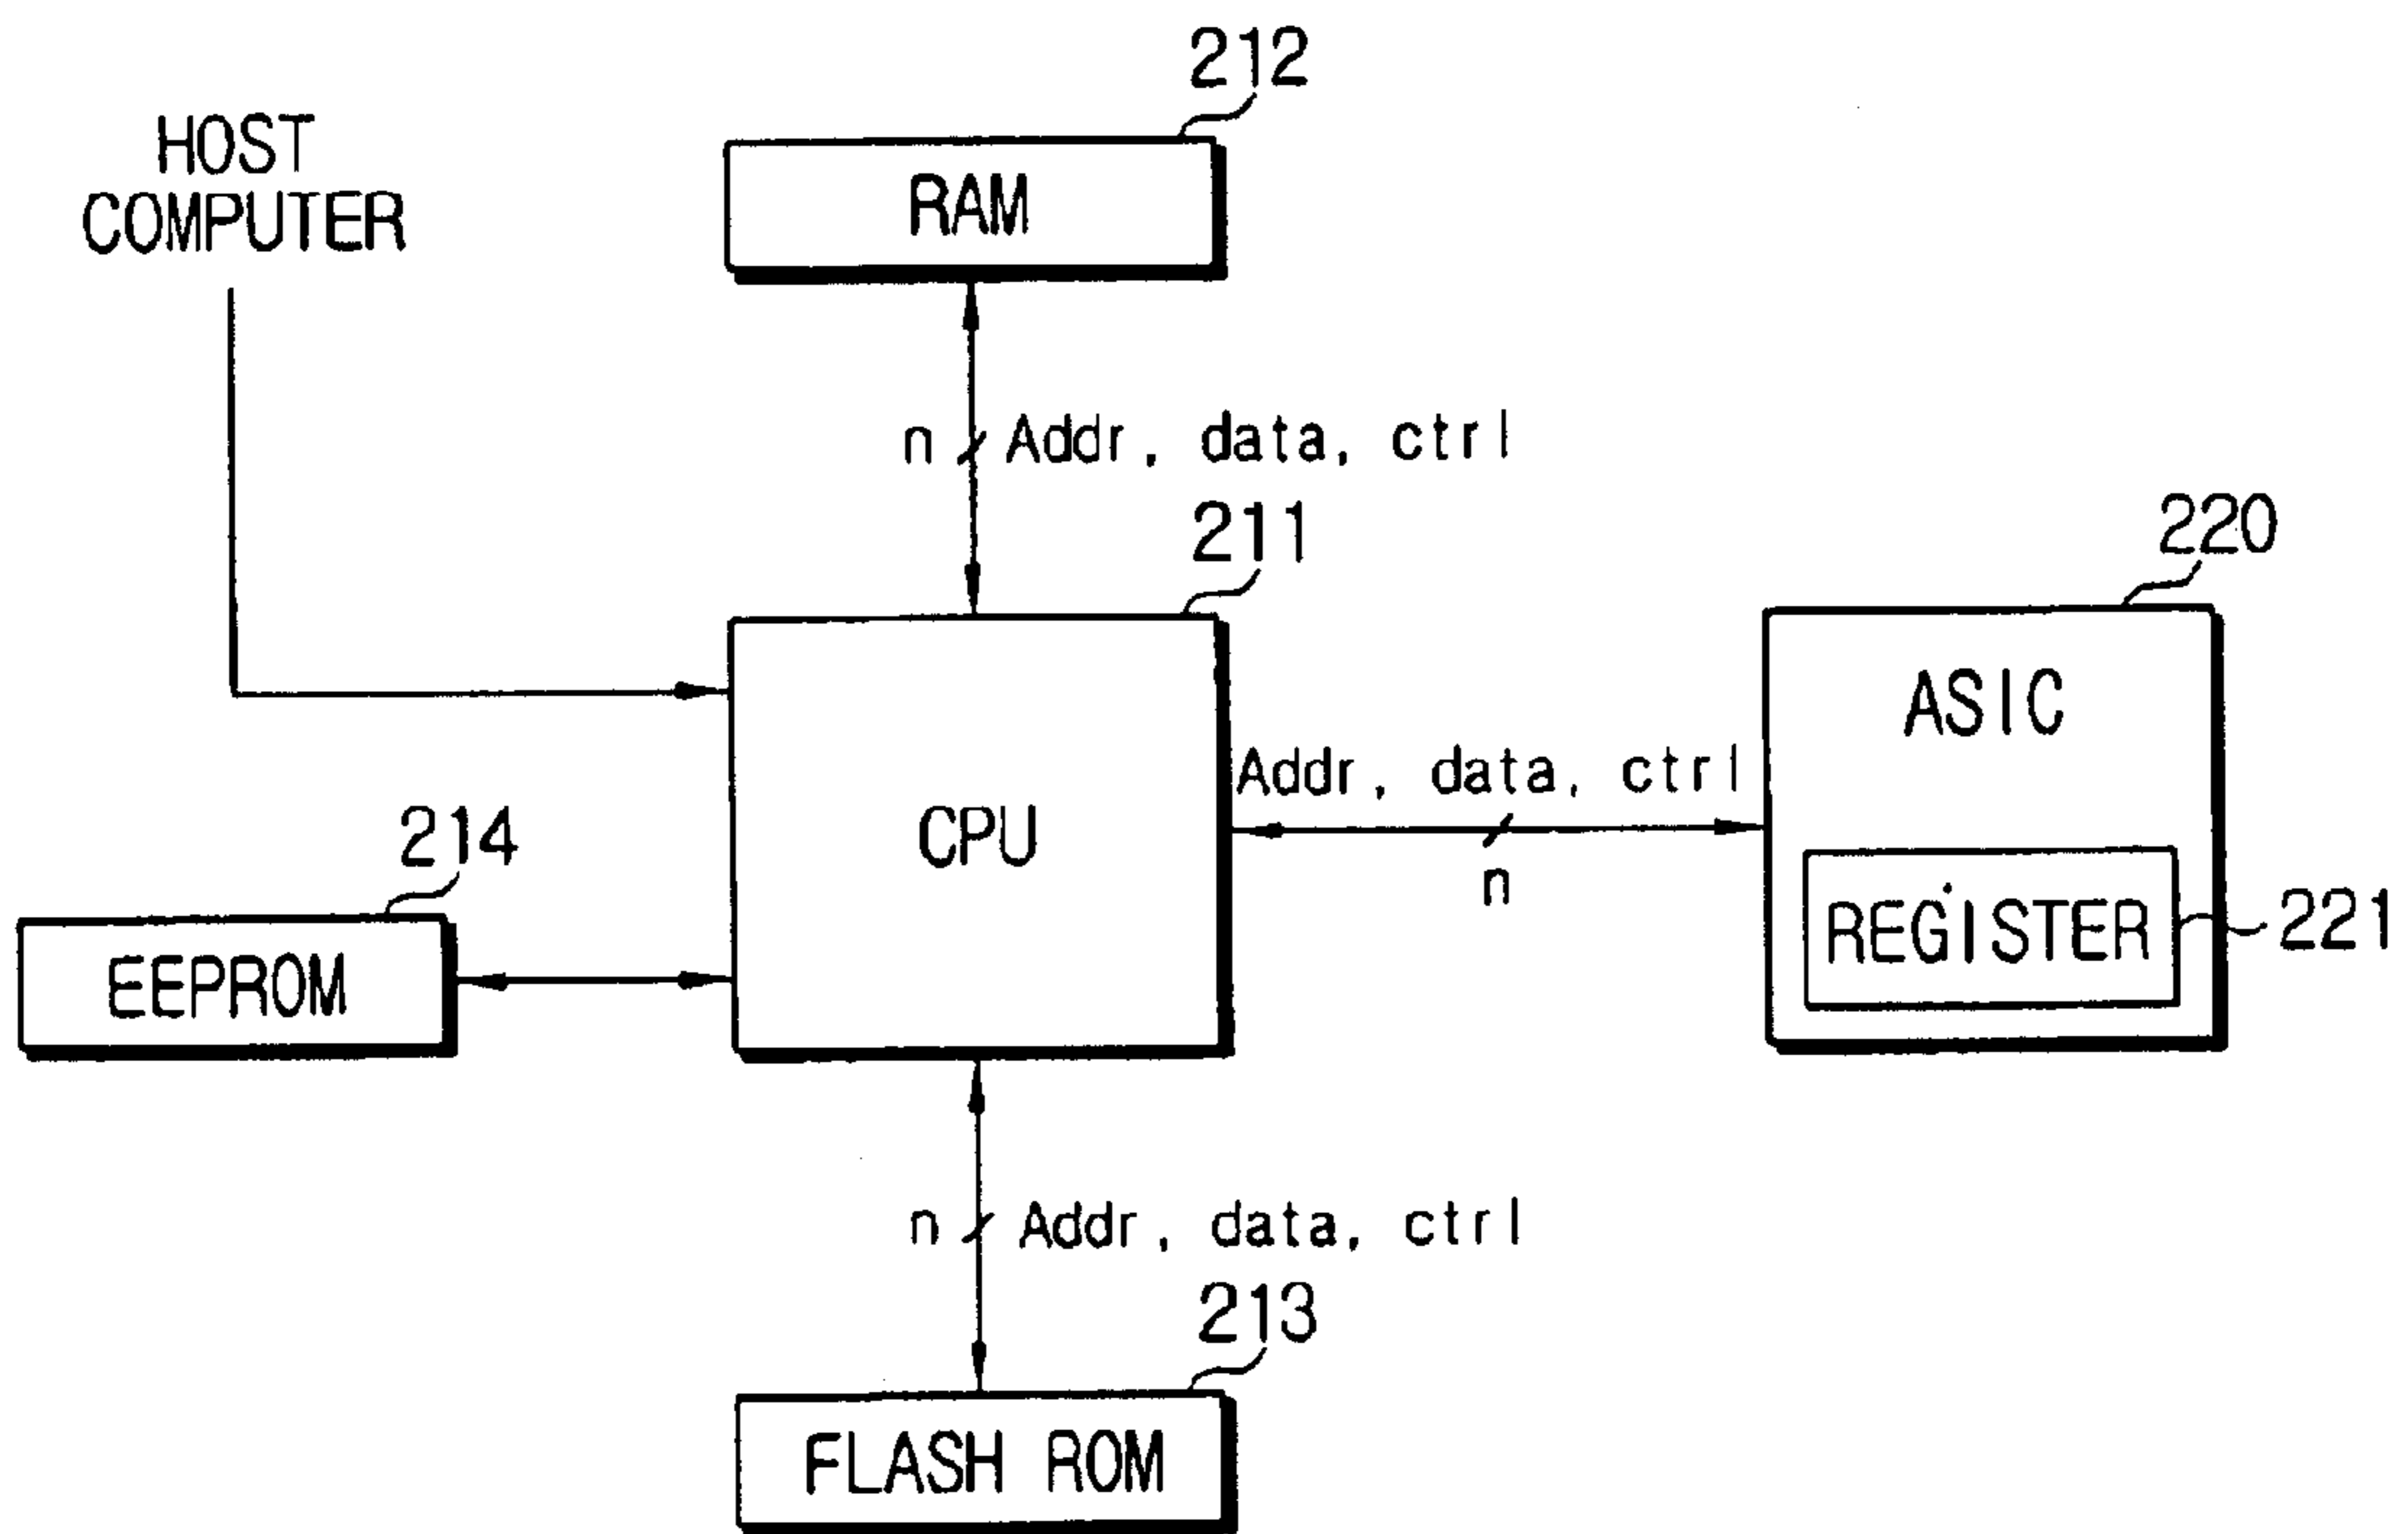 212
HOST
COMPUTER
RAM
n Addr, data, ctrl
211
220
ASIC
Addr, data, ctrl
n
CPU
214
REGISTER
221
EEPROM
n Addr, data, ctrl
213
FLASH ROM